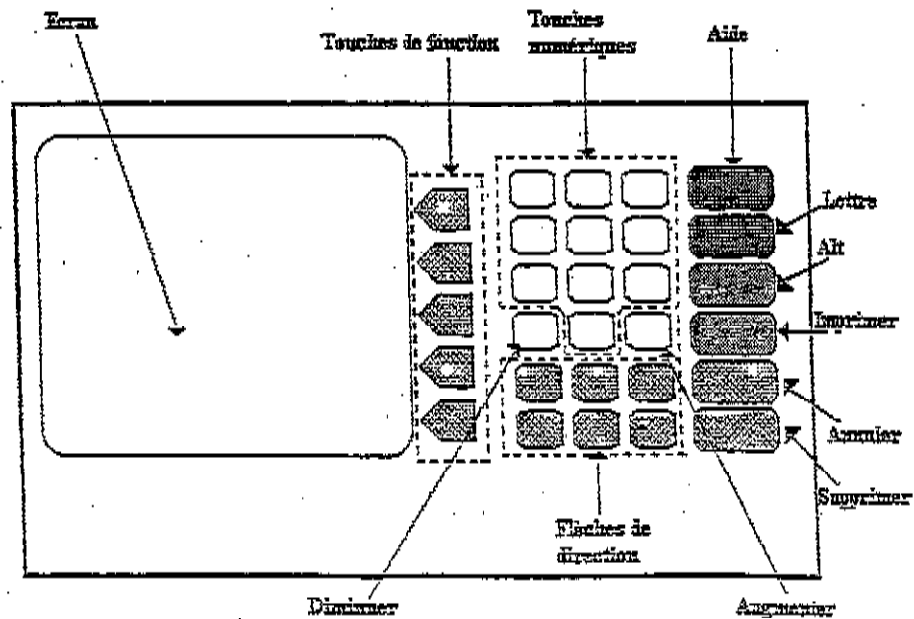 Ecran
Touches de fonction
Touches
numériques
Aide
Lettre
Alt
Imprimer
Annuler
Supprimer
Flèches de
direction
Diminuer
Augmenter